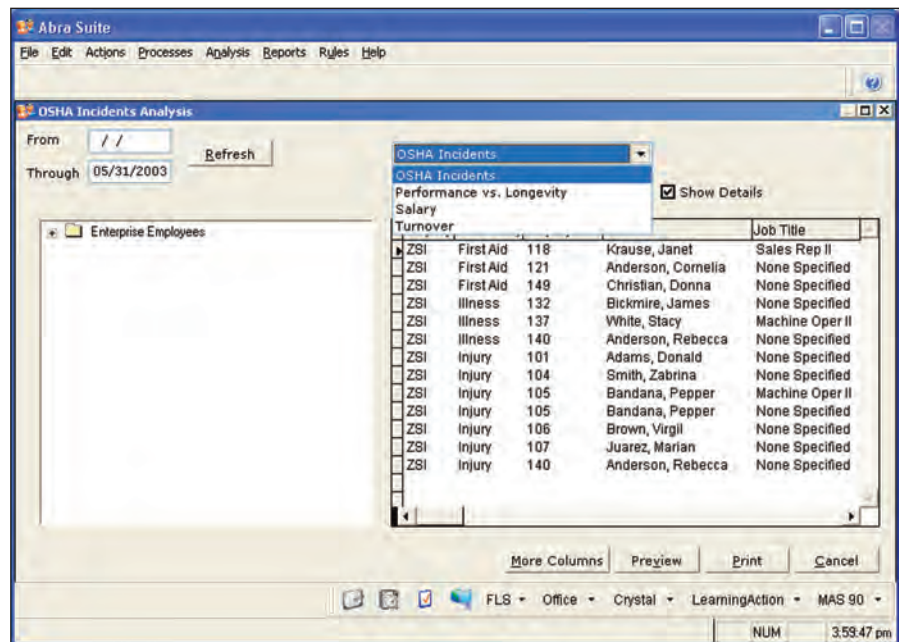 Abra Suite
File Edit Actions Processes Analysis Reports Rules Help
OSHA Incidents Analysis
From / /
Refresh
Through 05/31/2003
OSHA Incidents
OSHA Incidents
Performance vs. Longevity
Salary
Turnover
Show Details
Enterprise Employees
Job Title
ZSI First Aid 118 Krause, Janet Sales Rep II
ZSI First Aid 121 Anderson, Cornelia None Specified
ZSI First Aid 149 Christian, Donna None Specified
ZSI Illness 132 Bickmire, James None Specified
ZSI Illness 137 White, Stacy Machine Oper II
ZSI Illness 140 Anderson, Rebecca None Specified
ZSI Injury 101 Adams, Donald None Specified
ZSI Injury 104 Smith, Zabrina None Specified
ZSI Injury 105 Bandana, Pepper Machine Oper II
ZSI Injury 105 Bandana, Pepper None Specified
ZSI Injury 106 Brown, Virgil None Specified
ZSI Injury 107 Juarez, Marian None Specified
ZSI Injury 140 Anderson, Rebecca None Specified
More Columns Preview Print Cancel
FLS Office Crystal LearningAction MAS 90
NUM 3:59:47 pm